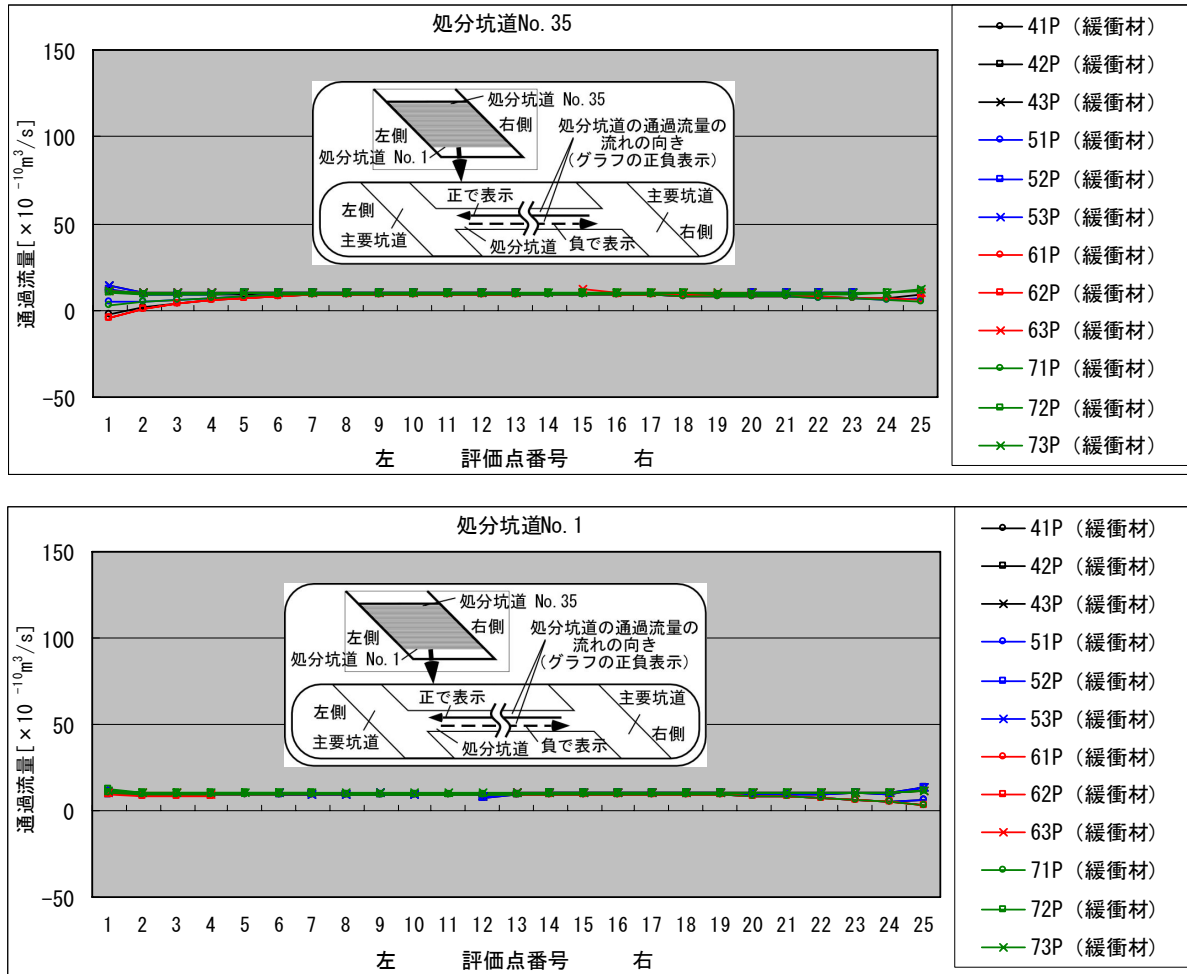 処分坑道No.35
通過流量[×10⁻¹⁰m³/s]
150
100
50
0
-50
処分坑道 No.35
左側
右側
処分坑道 No.1
処分坑道の通過流量の
流れの向き
(グラフの正負表示)
正で表示
主要坑道
左側
主要坑道
処分坑道
負で表示
右側
1 2 3 4 5 6 7 8 9 10 11 12 13 14 15 16 17 18 19 20 21 22 23 24 25
左 評価点番号 右
41P (緩衝材)
42P (緩衝材)
43P (緩衝材)
51P (緩衝材)
52P (緩衝材)
53P (緩衝材)
61P (緩衝材)
62P (緩衝材)
63P (緩衝材)
71P (緩衝材)
72P (緩衝材)
73P (緩衝材)
処分坑道No.1
通過流量[×10⁻¹⁰m³/s]
150
100
50
0
-50
処分坑道 No.35
左側
右側
処分坑道 No.1
処分坑道の通過流量の
流れの向き
(グラフの正負表示)
正で表示
主要坑道
左側
主要坑道
処分坑道
負で表示
右側
1 2 3 4 5 6 7 8 9 10 11 12 13 14 15 16 17 18 19 20 21 22 23 24 25
左 評価点番号 右
41P (緩衝材)
42P (緩衝材)
43P (緩衝材)
51P (緩衝材)
52P (緩衝材)
53P (緩衝材)
61P (緩衝材)
62P (緩衝材)
63P (緩衝材)
71P (緩衝材)
72P (緩衝材)
73P (緩衝材)